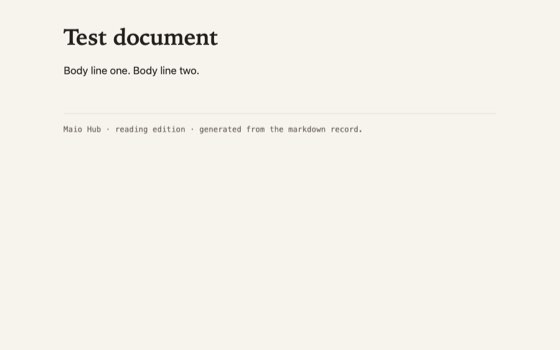 Test document
Body line one. Body line two.
Maio Hub · reading edition · generated from the markdown record.